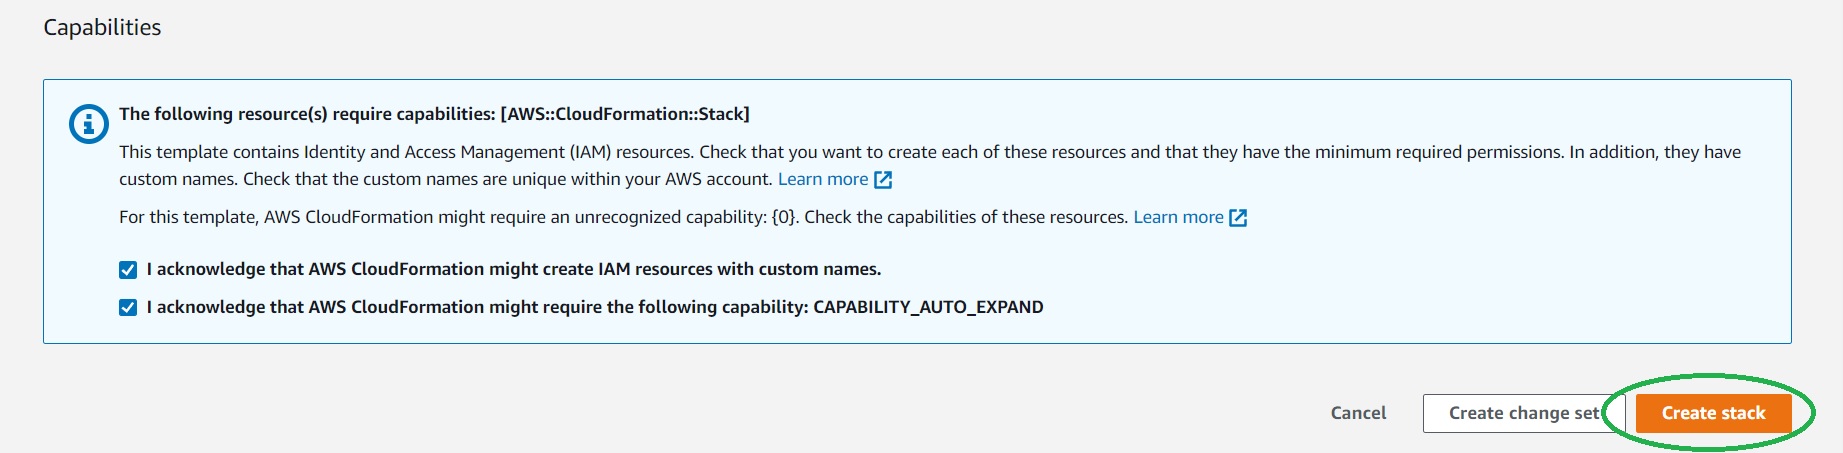 Capabilities
The following resource(s) require capabilities: [AWS::CloudFormation::Stack]
This template contains Identity and Access Management (IAM) resources. Check that you want to create each of these resources and that they have the minimum required permissions. In addition, they have
custom names. Check that the custom names are unique within your AWS account. Learn more
For this template, AWS CloudFormation might require an unrecognized capability: {0}. Check the capabilities of these resources. Learn more
I acknowledge that AWS CloudFormation might create IAM resources with custom names.
I acknowledge that AWS CloudFormation might require the following capability: CAPABILITY_AUTO_EXPAND
Cancel Create change set Create stack